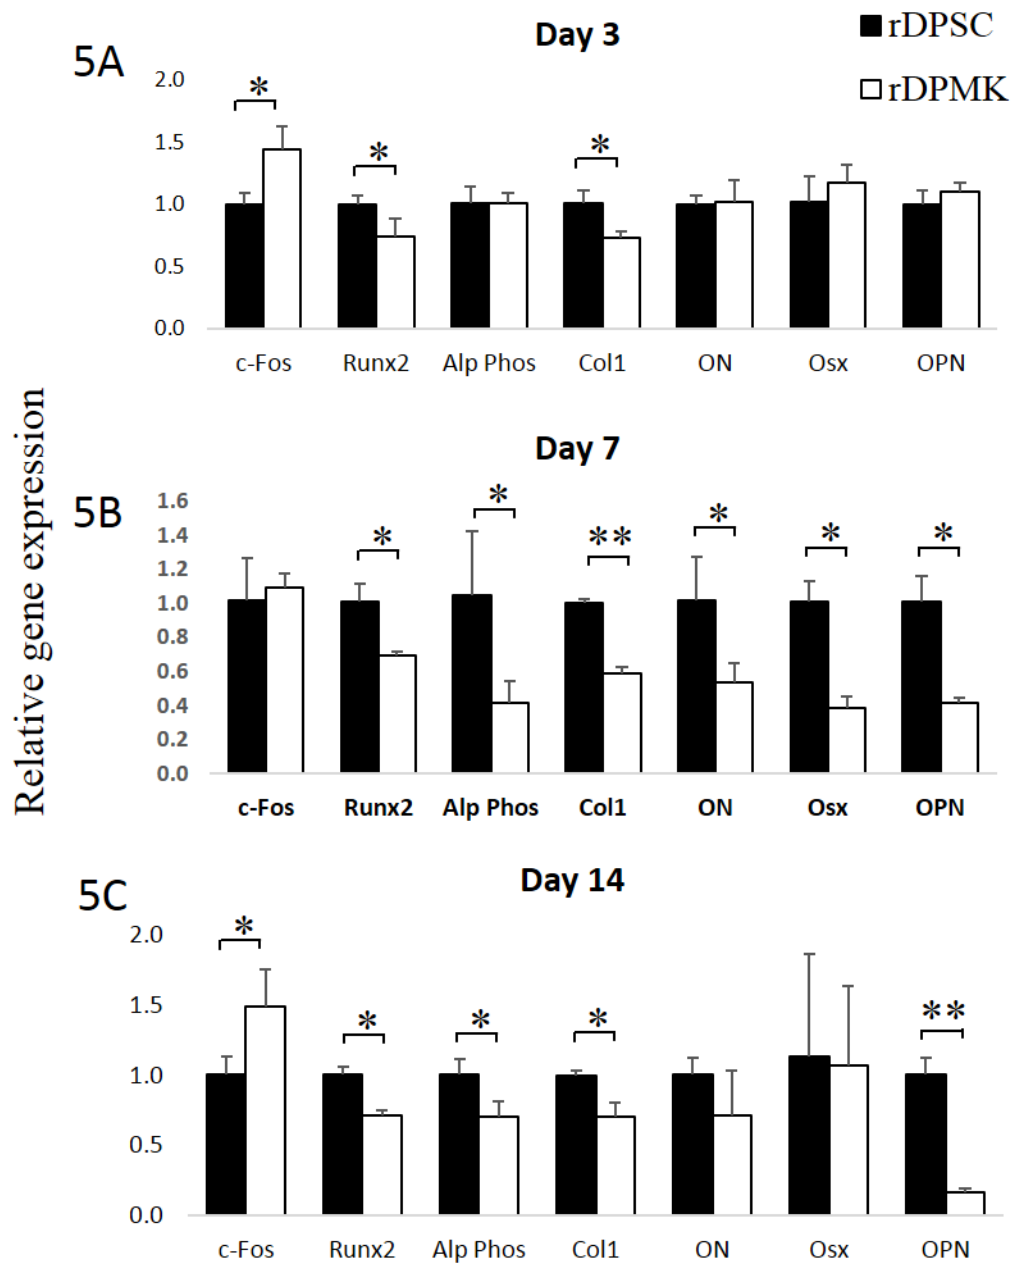 Day 3
rDPSC
rDPMK
5A
*
*
*
2.0
1.5
1.0
0.5
0.0
c-Fos Runx2 Alp Phos Col1 ON Osx OPN
Relative gene expression
Day 7
5B
*
*
**
*
*
*
1.6
1.4
1.2
1.0
0.8
0.6
0.4
0.2
0.0
c-Fos Runx2 Alp Phos Col1 ON Osx OPN
Day 14
5C
*
*
*
*
**
2.0
1.5
1.0
0.5
0.0
c-Fos Runx2 Alp Phos Col1 ON Osx OPN